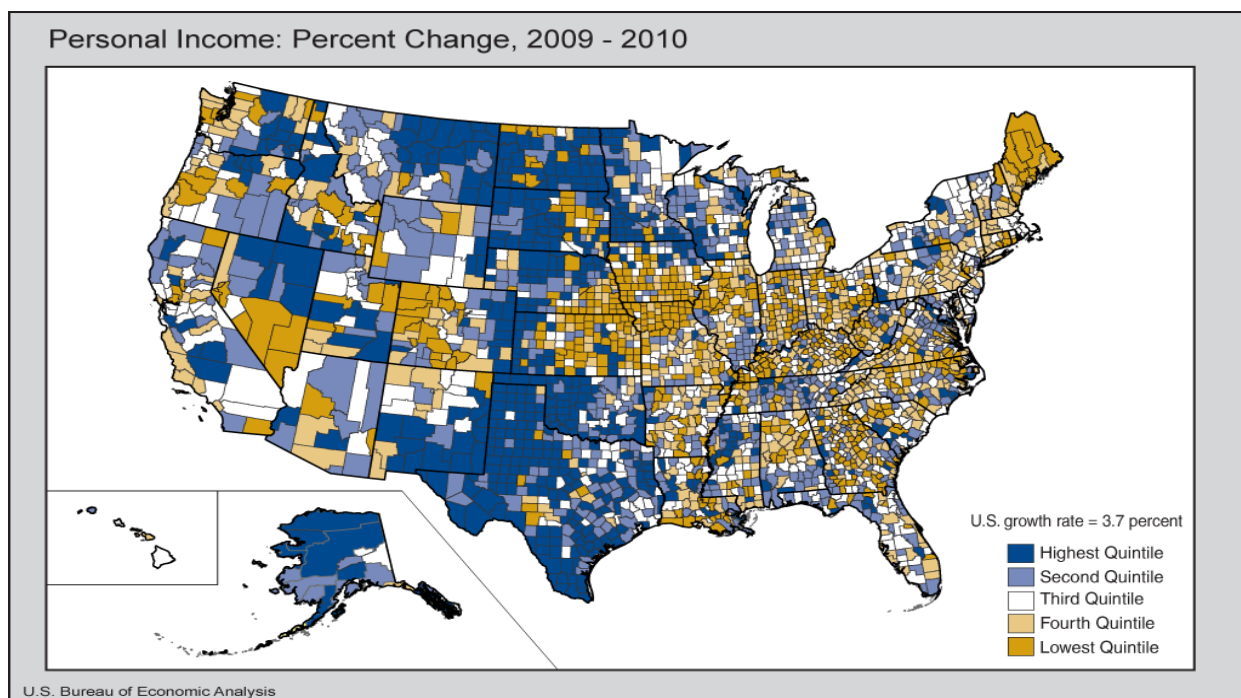 Personal Income: Percent Change, 2009 - 2010
U.S. growth rate = 3.7 percent
Highest Quintile
Second Quintile
Third Quintile
Fourth Quintile
Lowest Quintile
U.S. Bureau of Economic Analysis